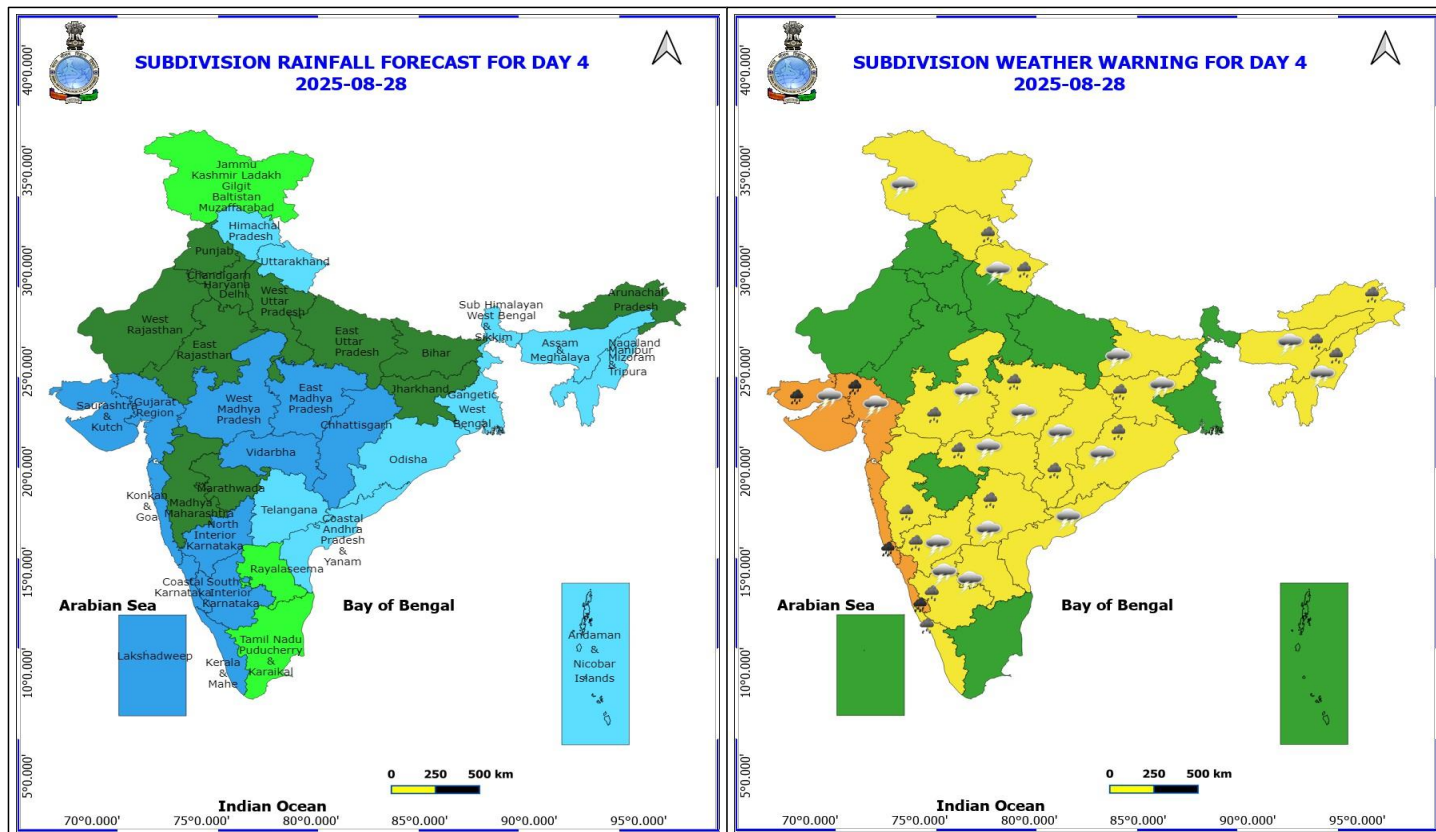 SUBDIVISION RAINFALL FORECAST FOR DAY 4
2025-08-28
40°0.000'
35°0.000'
30°0.000'
25°0.000'
20°0.000'
15°0.000'
10°0.000'
5°0.000'
Jammu
Kashmir Ladakh
Gilgit
Baltistan
Muzaffarabad
Himachal
Pradesh
Punjab
Uttarakhand
Chandigarh
Haryana
Delhi
West
Uttar
Pradesh
West
Rajasthan
East
Rajasthan
East
Uttar
Pradesh
Bihar
Sub Himalayan
West Bengal
&
Sikkim
Arunachal
Pradesh
Assam
&
Meghalaya
Nagaland
Manipur
Mizoram
&
Tripura
Jharkhand
Gangetic
West
Bengal
Saurashtra
&
Kutch
Gujarat
Region
West
Madhya
Pradesh
East
Madhya
Pradesh
Chhattisgarh
Vidarbha
Odisha
Konkan
&
Goa
Madhya
Maharashtra
Marathwada
Telangana
North
Interior
Karnataka
Coastal
Andhra
Pradesh
&
Yanam
Rayalaseema
Coastal
Karnataka
South
Interior
Karnataka
Arabian Sea
Bay of Bengal
Lakshadweep
Tamil Nadu
Puducherry
&
Karaikal
Kerala
&
Mahe
Andaman
&
Nicobar
Islands
0 250 500 km
Indian Ocean
70°0.000' 75°0.000' 80°0.000' 85°0.000' 90°0.000' 95°0.000'
SUBDIVISION WEATHER WARNING FOR DAY 4
2025-08-28
40°0.000'
35°0.000'
30°0.000'
25°0.000'
20°0.000'
15°0.000'
10°0.000'
5°0.000'
Arabian Sea
Bay of Bengal
0 250 500 km
Indian Ocean
70°0.000' 75°0.000' 80°0.000' 85°0.000' 90°0.000' 95°0.000'